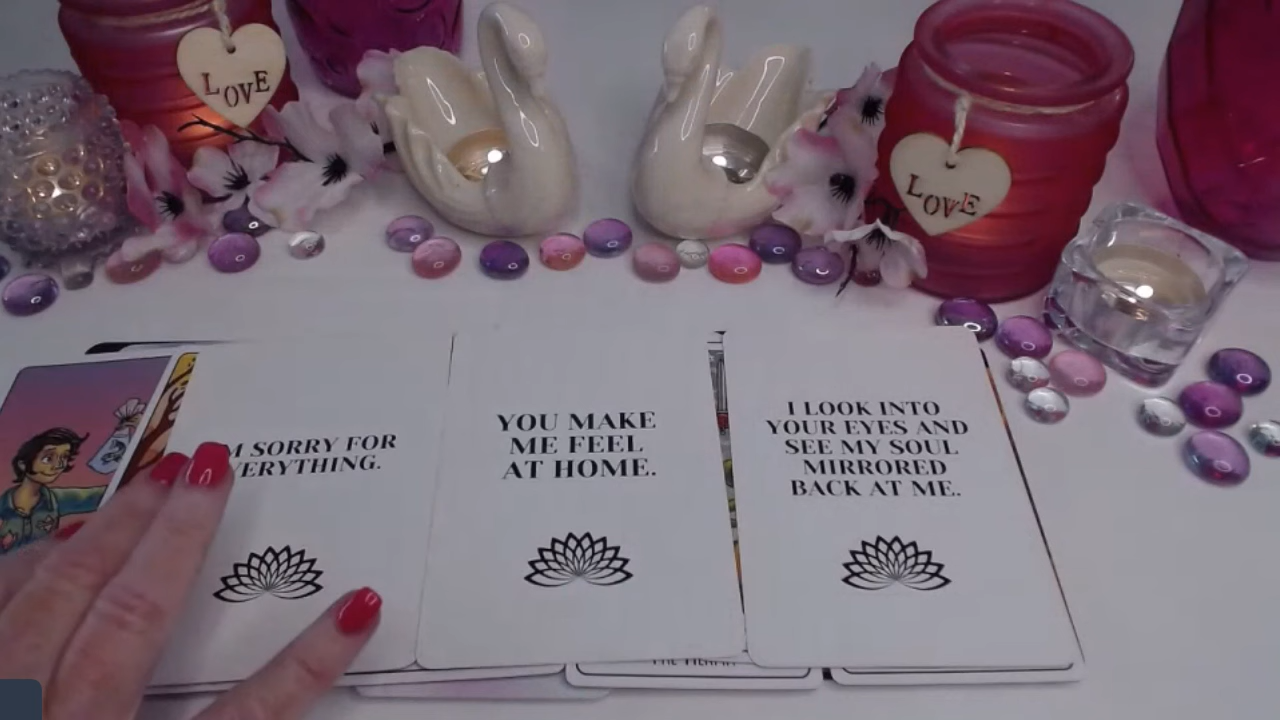 LOVE
LOVE
M SORRY FOR
VERYTHING.
YOU MAKE
ME FEEL
AT HOME.
I LOOK INTO
YOUR EYES AND
SEE MY SOUL
MIRRORED
BACK AT ME.